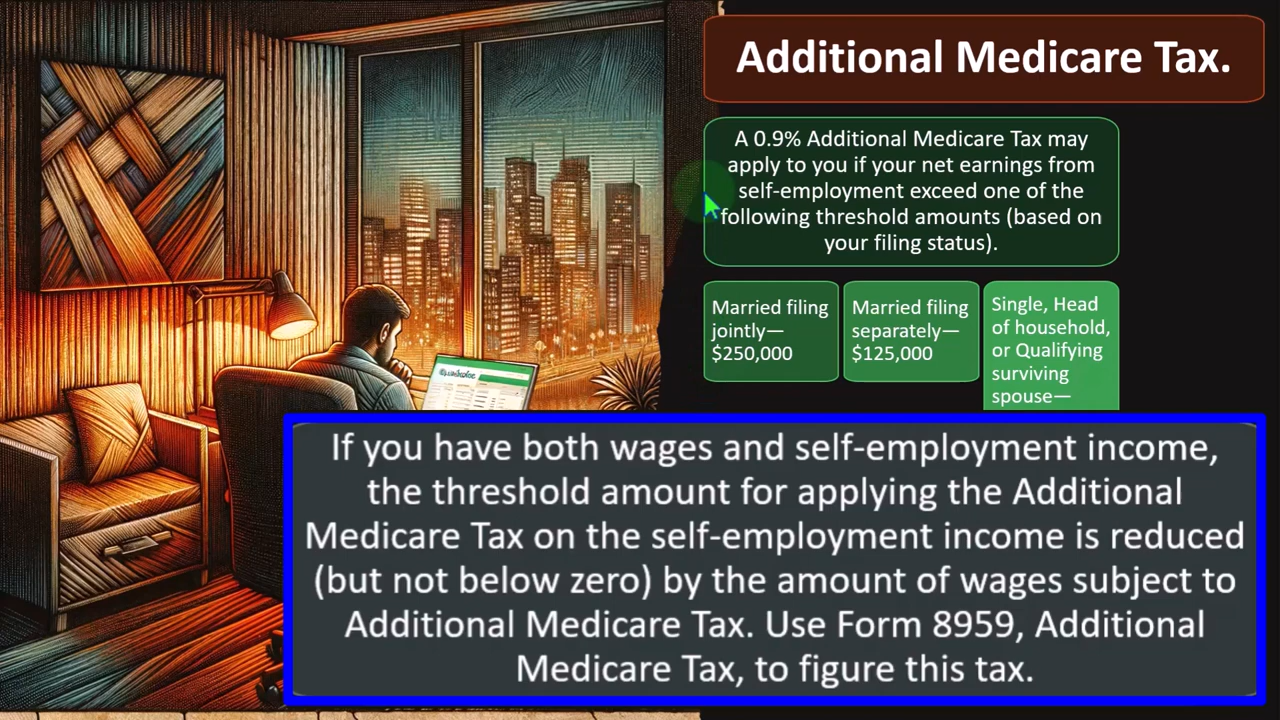 Additional Medicare Tax.
A 0.9% Additional Medicare Tax may
apply to you if your net earnings from
self-employment exceed one of the
following threshold amounts (based on
your filing status).
Married filing
jointly—
$250,000
Married filing
separately—
$125,000
Single, Head
of household,
or Qualifying
surviving
spouse—
If you have both wages and self-employment income,
the threshold amount for applying the Additional
Medicare Tax on the self-employment income is reduced
(but not below zero) by the amount of wages subject to
Additional Medicare Tax. Use Form 8959, Additional
Medicare Tax, to figure this tax.